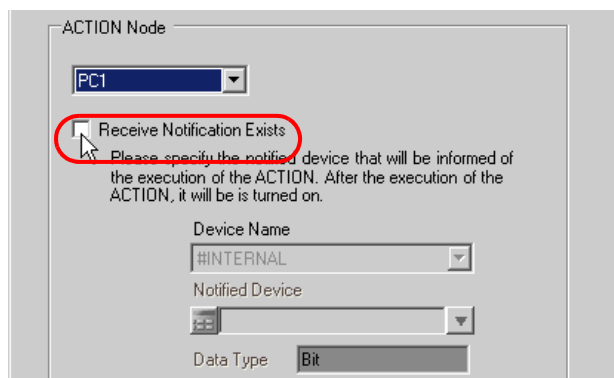 ACTION Node
PC1
Receive Notification Exists
Please specify the notified device that will be informed of
the execution of the ACTION. After the execution of the
ACTION, it will be is turned on.
Device Name
#INTERNAL
Notified Device
Data Type Bit